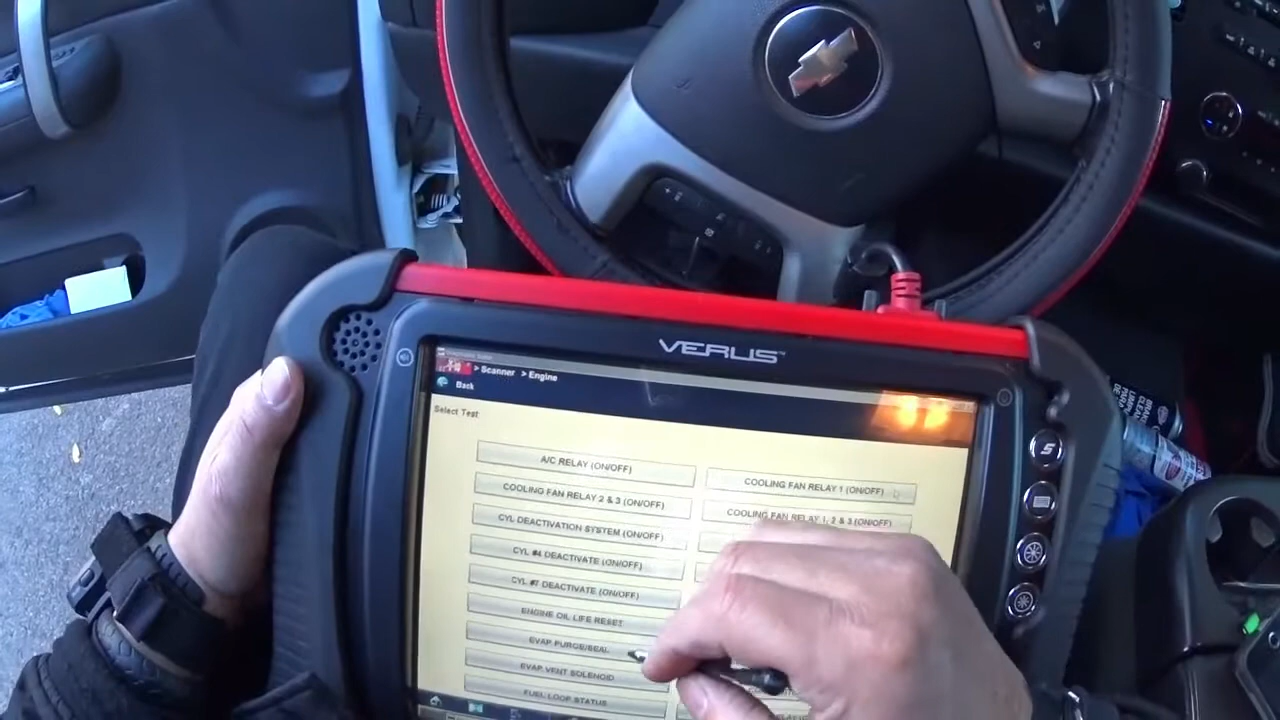 VERUS™
> Scanner > Engine
Back
Select Test
A/C RELAY (ON/OFF)
COOLING FAN RELAY 1 (ON/OFF)
COOLING FAN RELAY 2 & 3 (ON/OFF)
COOLING FAN RELAY 1, 2 & 3 (ON/OFF)
CYL DEACTIVATION SYSTEM (ON/OFF)
CYL #4 DEACTIVATE (ON/OFF)
CYL #7 DEACTIVATE (ON/OFF)
ENGINE OIL LIFE RESET
EVAP PURGE/SEAL
EVAP VENT SOLENOID
FUEL LOOP STATUS
S